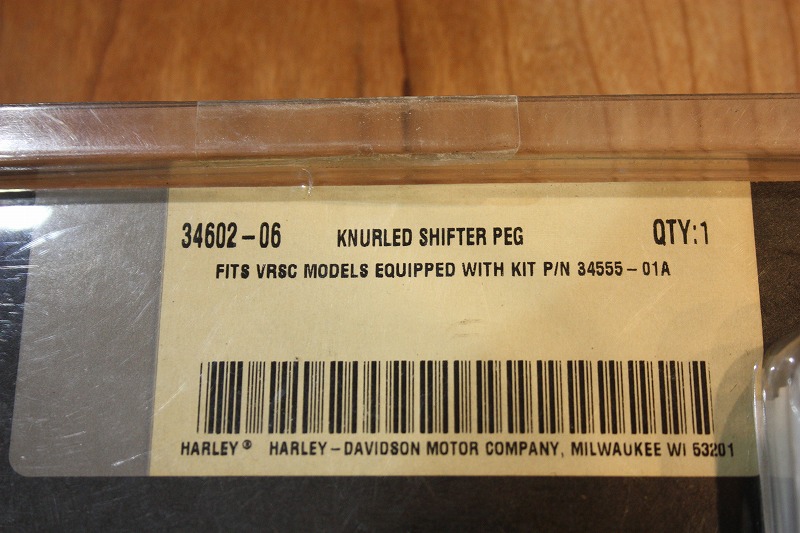 34602-06 KNURLED SHIFTER PEG QTY:1
FITS VRSC MODELS EQUIPPED WITH KIT P/N 34555-01A
HARLEY® HARLEY-DAVIDSON MOTOR COMPANY, MILWAUKEE WI 53201